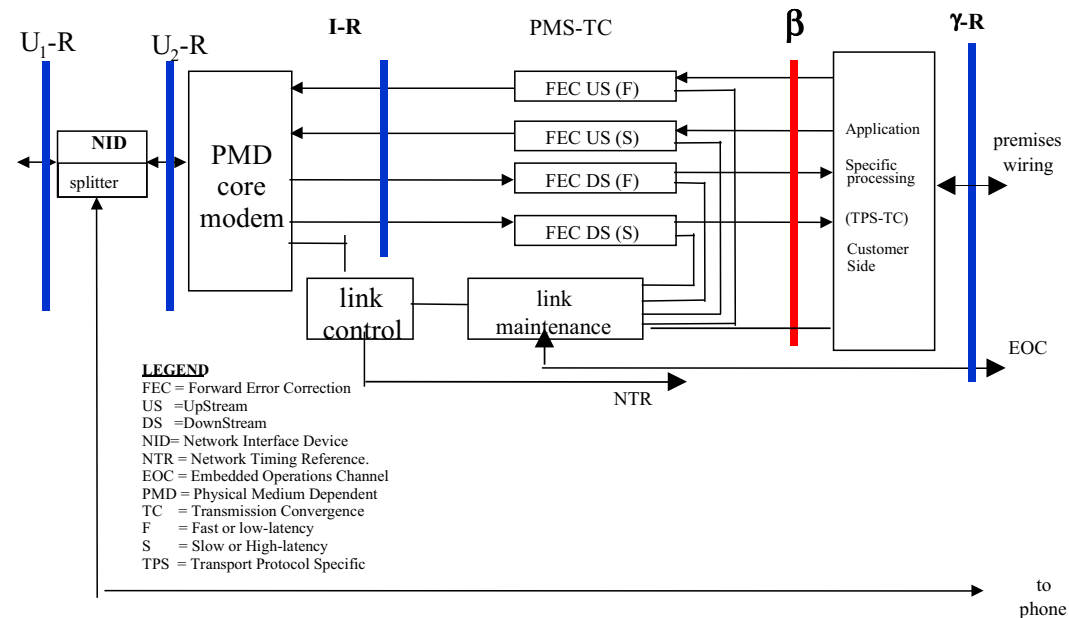 U1-R
U2-R
I-R
PMS-TC
β
γ-R
NID
splitter
PMD
core
modem
FEC US (F)
FEC US (S)
FEC DS (F)
FEC DS (S)
Application
Specific
processing
(TPS-TC)
Customer
Side
premises
wiring
link
control
link
maintenance
EOC
NTR
LEGEND
FEC = Forward Error Correction
US =UpStream
DS =DownStream
NID= Network Interface Device
NTR = Network Timing Reference.
EOC = Embedded Operations Channel
PMD = Physical Medium Dependent
TC = Transmission Convergence
F = Fast or low-latency
S = Slow or High-latency
TPS = Transport Protocol Specific
to
phone